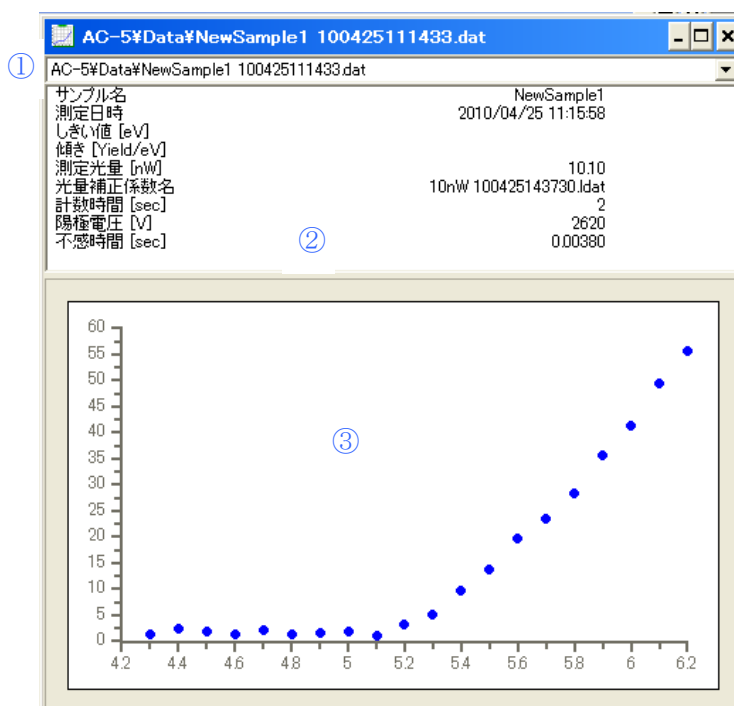 AC-5¥Data¥NewSample1 100425111433.dat
①
AC-5¥Data¥NewSample1 100425111433.dat
サンプル名 NewSample1
測定日時 2010/04/25 11:15:58
しきい値 [eV]
傾き [Yield/eV]
測定光量 [nW] 10.10
光量補正係数名 10nW 100425143730.ldat
計数時間 [sec] 2
陽極電圧 [V] 2620
不感時間 [sec] 0.00380
②
60
55
50
45
40
③
35
30
25
20
15
10
5
0
4.2 4.4 4.6 4.8 5 5.2 5.4 5.6 5.8 6 6.2